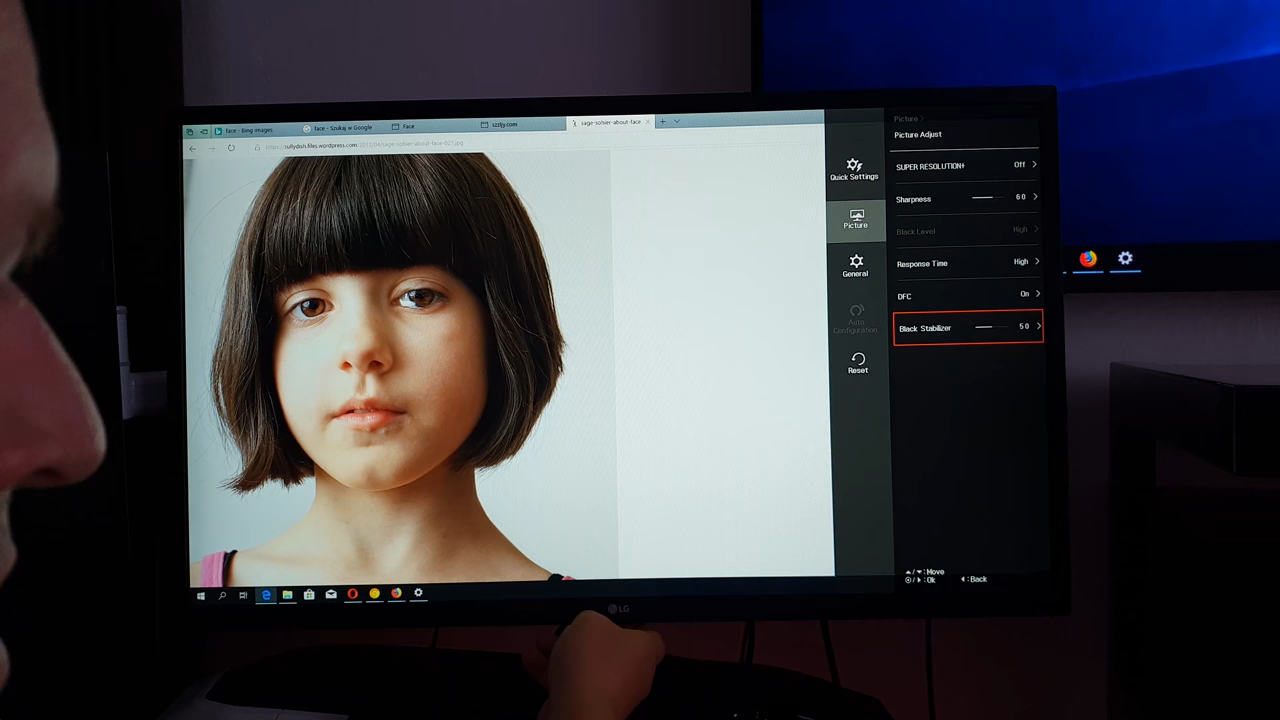 face - Bing images
face - Szukaj w Google
Face
szzljy.com
sage-sohier-about-face
Quick Settings
Picture
General
Auto
Configuration
Reset
Picture >
Picture Adjust
SUPER RESOLUTION+ Off >
Sharpness 60 >
Black Level High >
Response Time High >
DFC On >
Black Stabilizer 50 >
▲/▼:Move
⊙/▶:Ok
◀:Back
LG